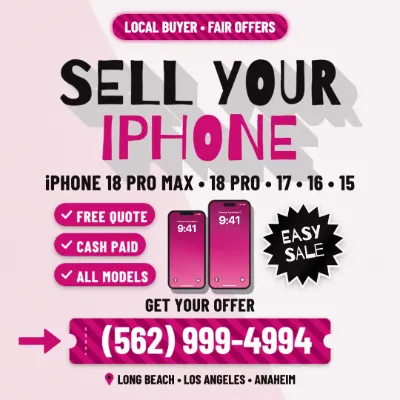 LOCAL BUYER • FAIR OFFERS
SELL YOUR
IPHONE
iPHONE 18 PRO MAX • 18 PRO • 17 • 16 • 15
FREE QUOTE
CASH PAID
ALL MODELS
9:41
9:41
EASY
SALE
GET YOUR OFFER
(562) 999-4994
LONG BEACH • LOS ANGELES • ANAHEIM